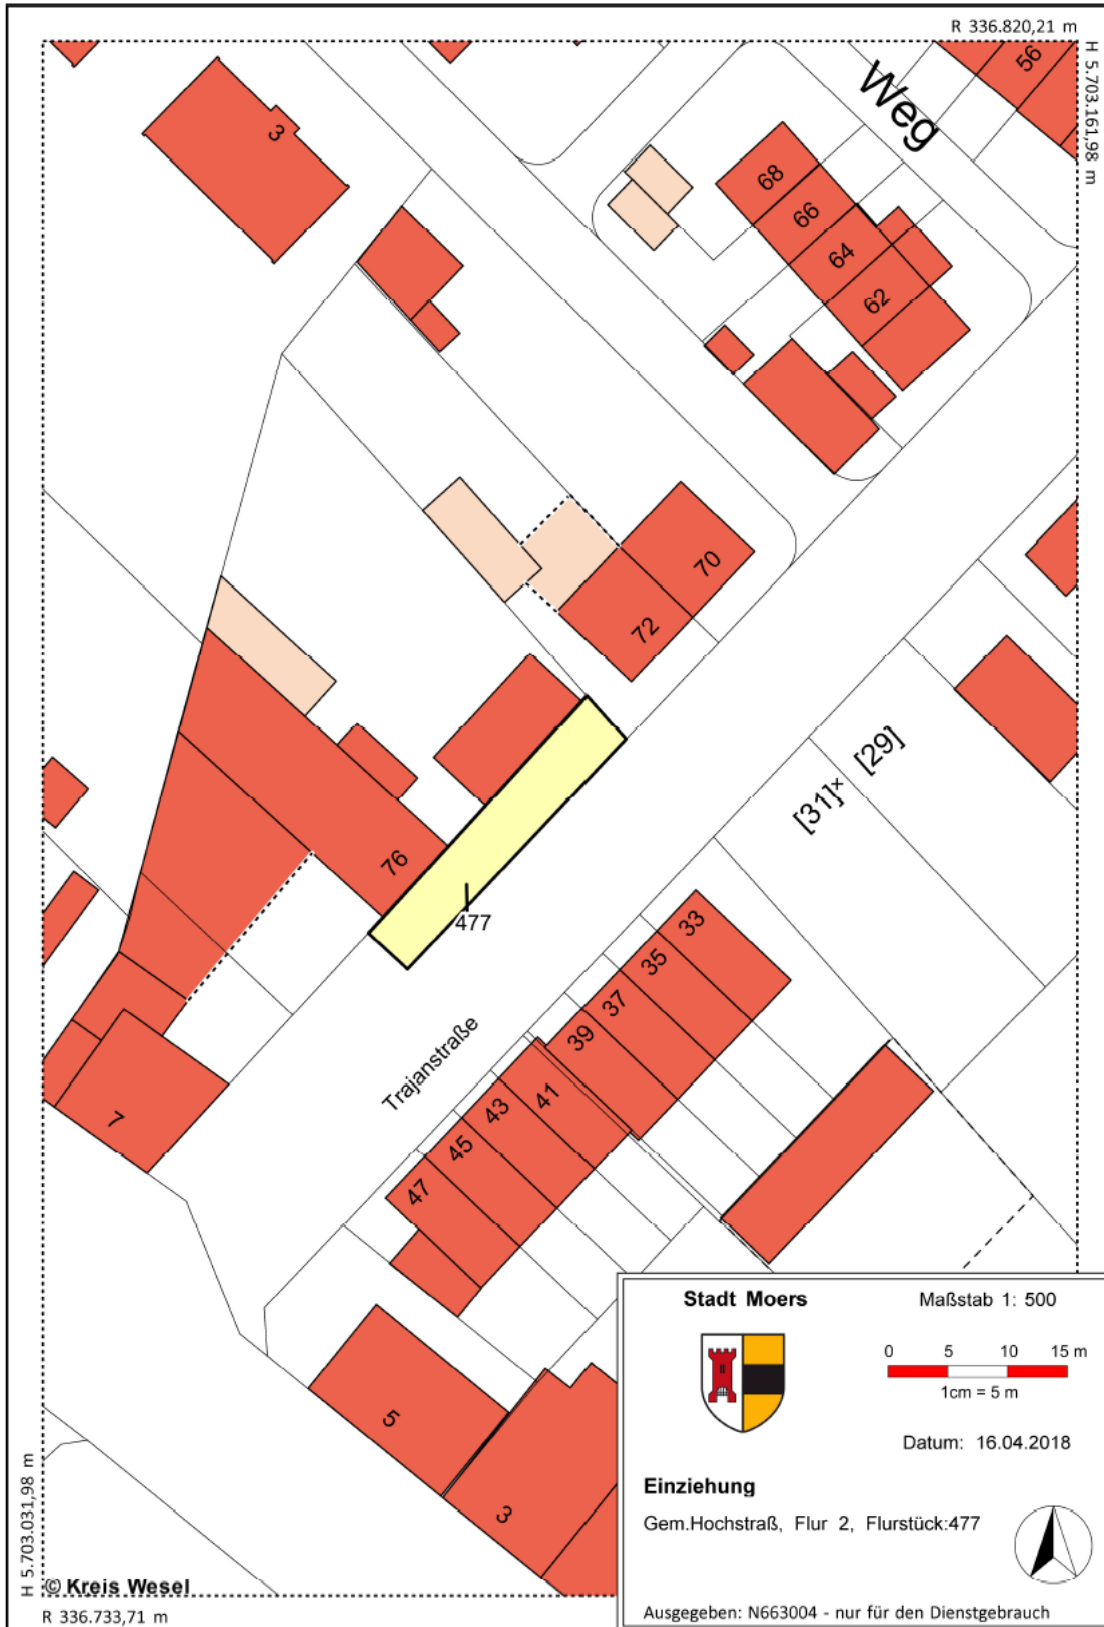 R 336.820,21 m
H 5.703.161,98 m
56
Weg
3
68
66
64
62
70
72
[29]
[31]×
76
477
33
35
37
39
Trajanstraße
41
43
45
47
7
5
3
Stadt Moers
Maßstab 1: 500
0 5 10 15 m
1cm = 5 m
Datum: 16.04.2018
Einziehung
Gem.Hochstraß, Flur 2, Flurstück:477
Ausgegeben: N663004 - nur für den Dienstgebrauch
H 5.703.031,98 m
© Kreis Wesel
R 336.733,71 m